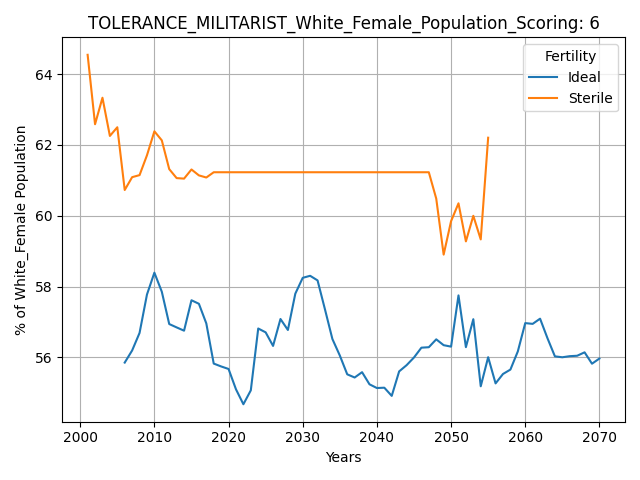 TOLERANCE_MILITARIST_White_Female_Population_Scoring: 6
Fertility
Ideal
Sterile
% of White_Female Population
64
62
60
58
56
2000 2010 2020 2030 2040 2050 2060 2070
Years